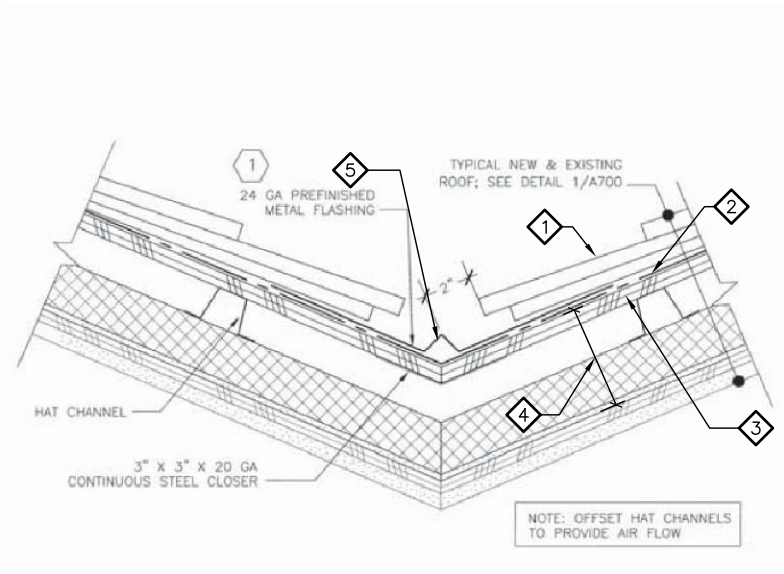 1
5
TYPICAL NEW & EXISTING
ROOF; SEE DETAIL 1/A700
24 GA PREFINISHED
METAL FLASHING
2
1
2"
HAT CHANNEL
4
3
3" X 3" X 20 GA
CONTINUOUS STEEL CLOSER
NOTE: OFFSET HAT CHANNELS
TO PROVIDE AIR FLOW